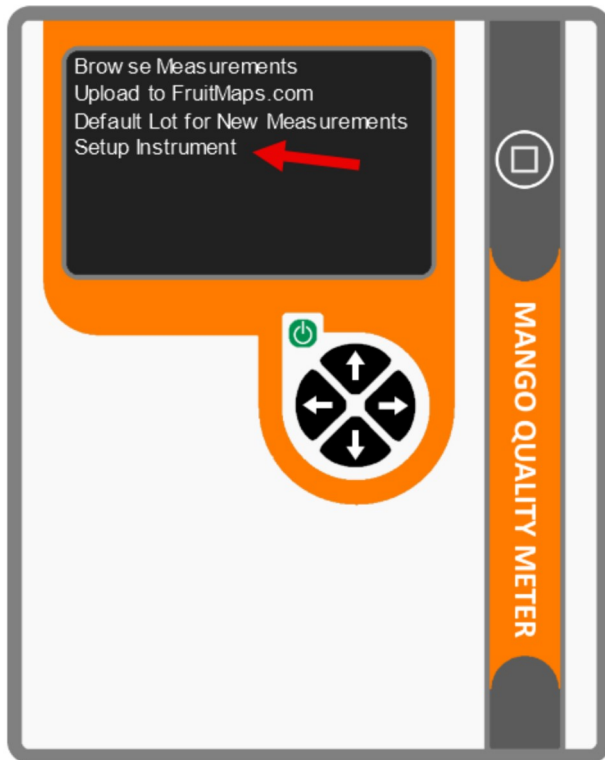 Browse Measurements
Upload to FruitMaps.com
Default Lot for New Measurements
Setup Instrument
MANGO QUALITY METER